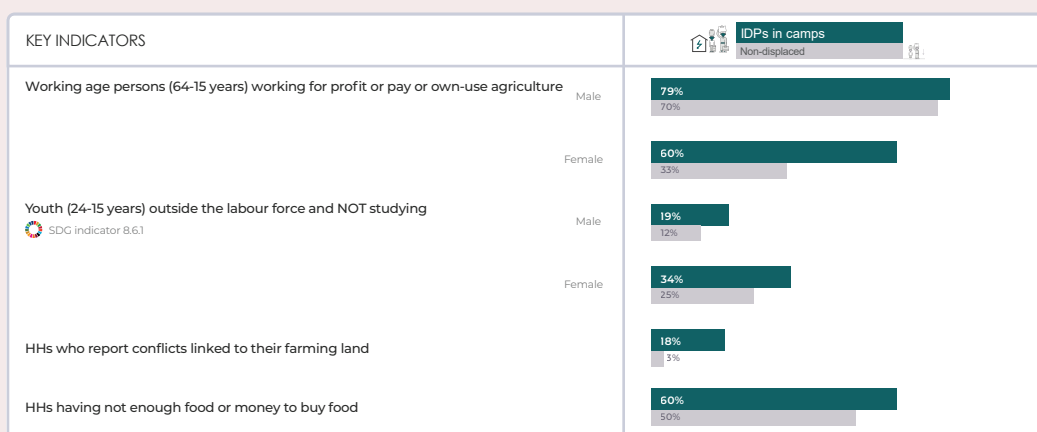 KEY INDICATORS
IDPs in camps
Non-displaced
Working age persons (64-15 years) working for profit or pay or own-use agriculture
Male
79%
70%
Female
60%
33%
Youth (24-15 years) outside the labour force and NOT studying
SDG indicator 8.6.1
Male
19%
12%
Female
34%
25%
HHs who report conflicts linked to their farming land
18%
3%
HHs having not enough food or money to buy food
60%
50%